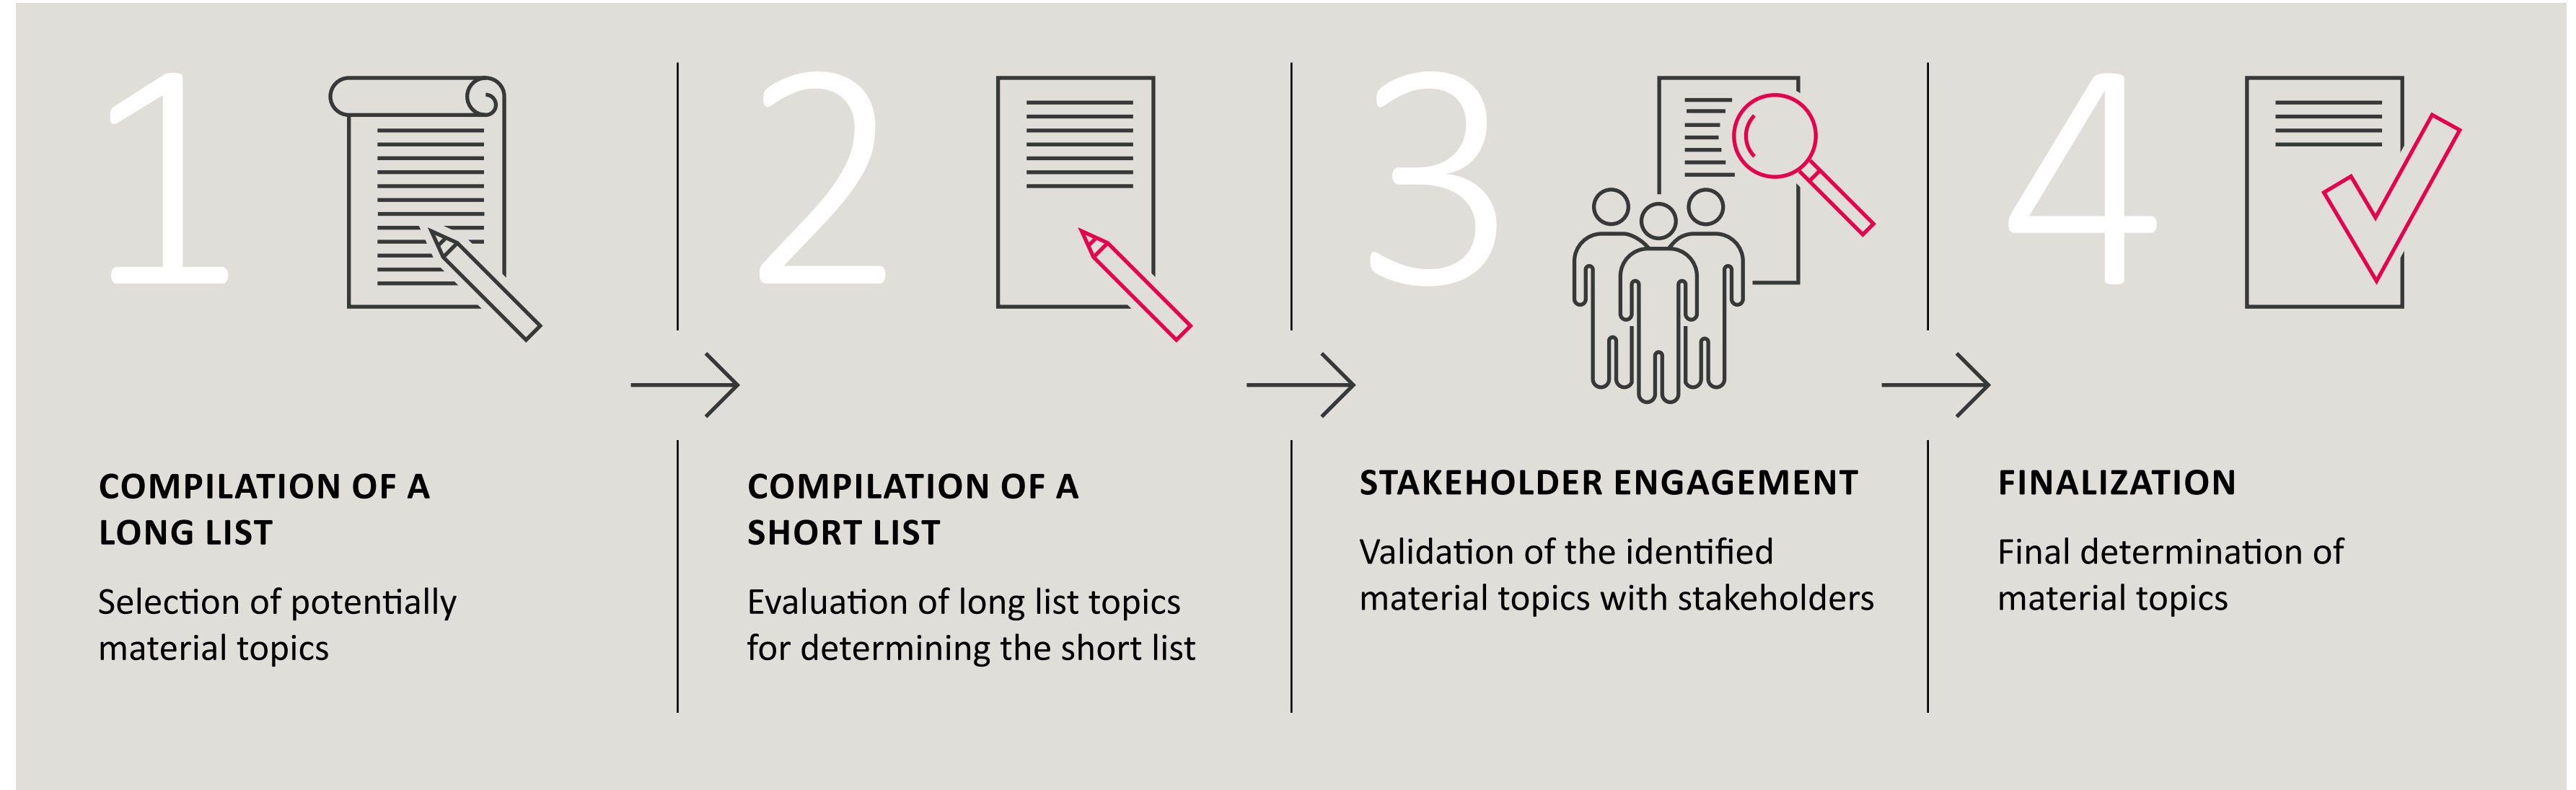 1
COMPILATION OF A
LONG LIST
Selection of potentially
material topics
2
COMPILATION OF A
SHORT LIST
Evaluation of long list topics
for determining the short list
3
STAKEHOLDER ENGAGEMENT
Validation of the identified
material topics with stakeholders
4
FINALIZATION
Final determination of
material topics